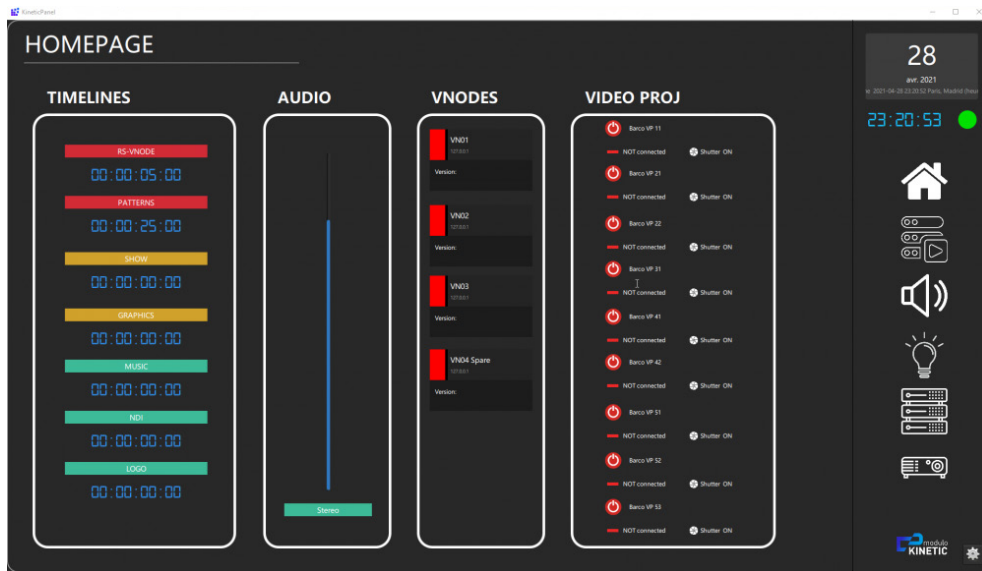 KineticPanel
HOMEPAGE
28
avr. 2021
23:20:53
TIMELINES
RS-VNODE
00:00:05:00
PATTERNS
00:00:25:00
SHOW
00:00:00:00
GRAPHICS
00:00:00:00
MUSIC
00:00:00:00
NDI
00:00:00:00
LOGO
00:00:00:00
AUDIO
Stereo
VNODES
VN01
Version:
VN02
Version:
VN03
Version:
VN04 Spare
Version:
VIDEO PROJ
Barco VP 11
NOT connected Shutter ON
Barco VP 21
NOT connected Shutter ON
Barco VP 22
NOT connected Shutter ON
Barco VP 31
NOT connected Shutter ON
Barco VP 41
NOT connected Shutter ON
Barco VP 42
NOT connected Shutter ON
Barco VP 51
NOT connected Shutter ON
Barco VP 52
NOT connected Shutter ON
Barco VP 53
NOT connected Shutter ON
modulo
KINETIC